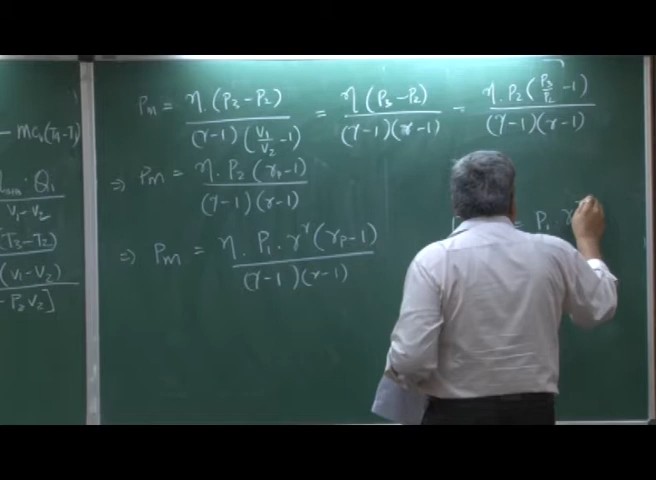 - mC₁(T₄-T₁)
· Q₁
V₁-V₂
(T₃-T₂)
(V₁-V₂)
- P₂V₂]
Pₘ = η·(P₃-P₂) / (γ-1)(V₁/V₂ -1) = η(P₃-P₂) / (γ-1)(r-1) = η·P₂(P₃/P₂ -1) / (γ-1)(r-1)
⇒ Pₘ = η·P₂(rₚ-1) / (γ-1)(r-1)
= P₁·r
⇒ Pₘ = η·P₁·r^γ(rₚ-1) / (γ-1)(r-1)